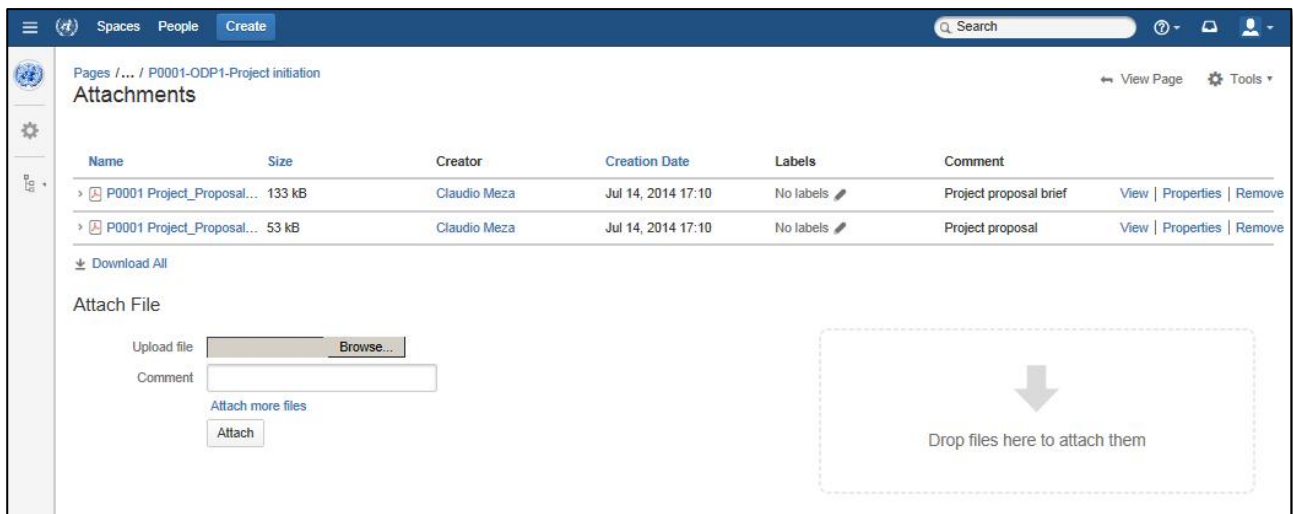 Spaces People Create Search
Pages /... / P0001-ODP1-Project initiation
Attachments
View Page Tools
Name Size Creator Creation Date Labels Comment
P0001 Project_Proposal... 133 kB Claudio Meza Jul 14, 2014 17:10 No labels Project proposal brief View | Properties | Remove
P0001 Project_Proposal... 53 kB Claudio Meza Jul 14, 2014 17:10 No labels Project proposal View | Properties | Remove
Download All
Attach File
Upload file Browse...
Comment
Attach more files
Attach
Drop files here to attach them